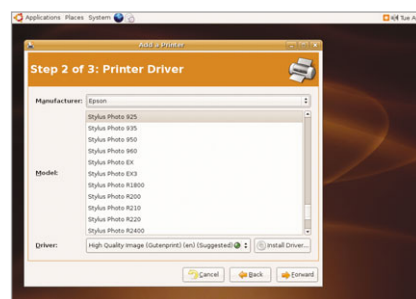 Applications Places System
Tue A
Add a Printer
Step 2 of 3: Printer Driver
Manufacturer: Epson
Stylus Photo 925
Stylus Photo 935
Stylus Photo 950
Stylus Photo 960
Stylus Photo EX
Model: Stylus Photo EX3
Stylus Photo R1800
Stylus Photo R200
Stylus Photo R210
Stylus Photo R220
Stylus Photo R2400
Driver: High Quality Image (Gutenprint) (en) (Suggested) Install Driver...
Cancel Back Forward